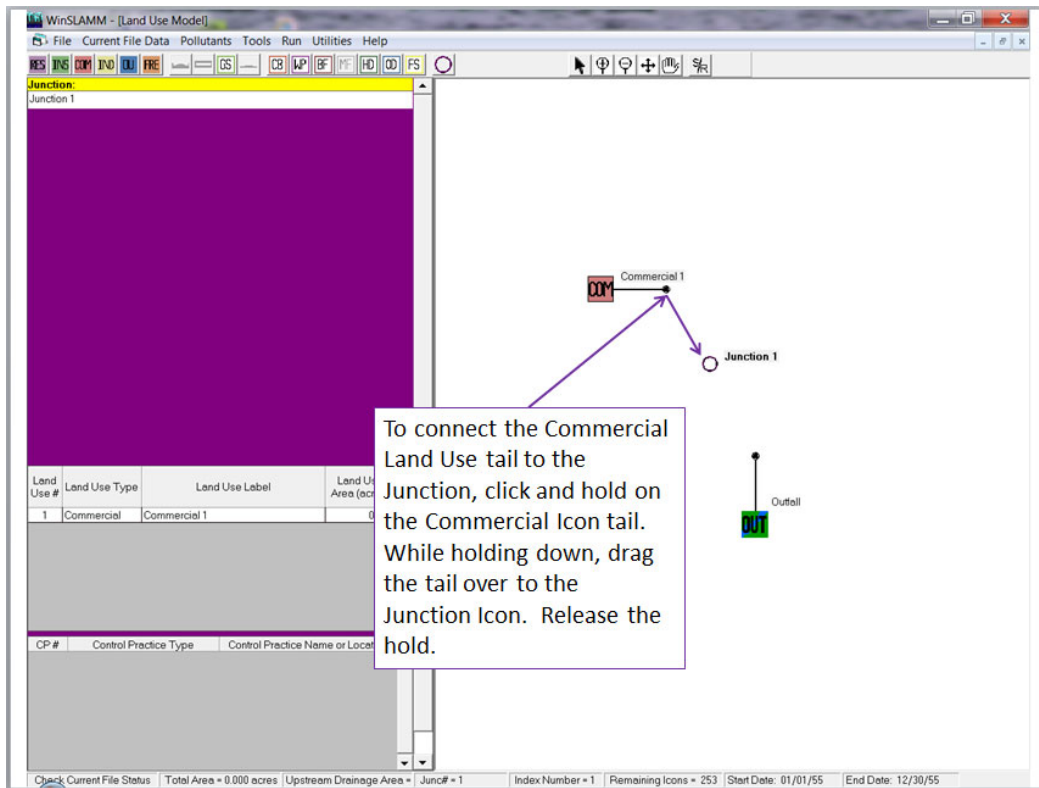 WinSLAMM - [Land Use Model]
File Current File Data Pollutants Tools Run Utilities Help
RES INS COM IND OU FRE GS CB WP BF MF HD OD FS S/R
Junction:
Junction 1
Commercial 1
COM
Junction 1
To connect the Commercial
Land Use tail to the
Junction, click and hold on
the Commercial Icon tail.
While holding down, drag
the tail over to the
Junction Icon. Release the
hold.
Outfall
OUT
Land Use # Land Use Type Land Use Label Land Us
Area (acr
1 Commercial Commercial 1 0
CP # Control Practice Type Control Practice Name or Locat
Check Current File Status Total Area = 0.000 acres Upstream Drainage Area = Junc# = 1 Index Number = 1 Remaining Icons = 253 Start Date: 01/01/55 End Date: 12/30/55